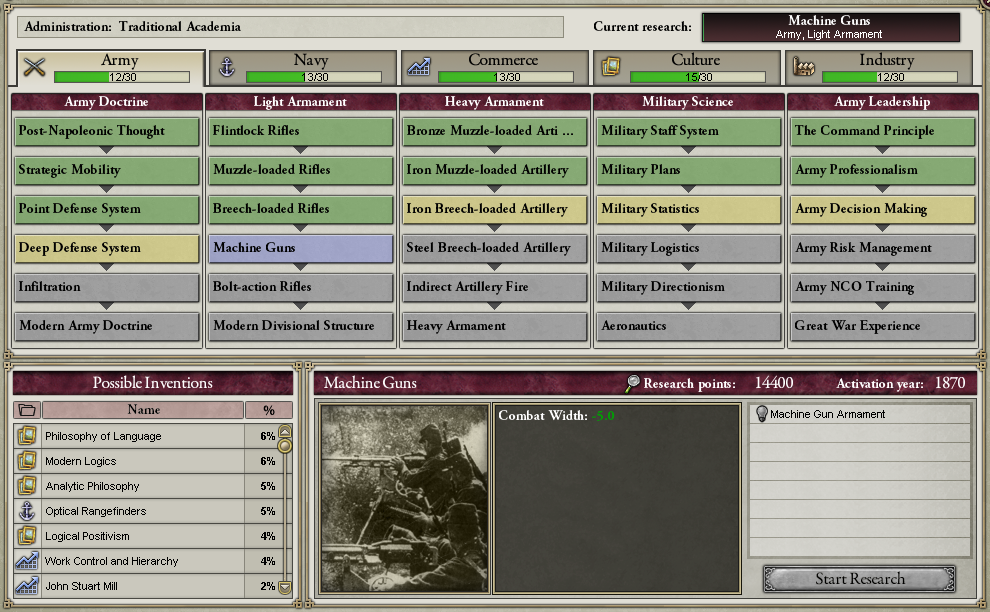 Administration: Traditional Academia
Current research:
Machine Guns
Army, Light Armament
Army
12/30
Navy
13/30
Commerce
13/30
Culture
15/30
Industry
12/30
Army Doctrine
Light Armament
Heavy Armament
Military Science
Army Leadership
Post-Napoleonic Thought
Flintlock Rifles
Bronze Muzzle-loaded Arti ...
Military Staff System
The Command Principle
Strategic Mobility
Muzzle-loaded Rifles
Iron Muzzle-loaded Artillery
Military Plans
Army Professionalism
Point Defense System
Breech-loaded Rifles
Iron Breech-loaded Artillery
Military Statistics
Army Decision Making
Deep Defense System
Machine Guns
Steel Breech-loaded Artillery
Military Logistics
Army Risk Management
Infiltration
Bolt-action Rifles
Indirect Artillery Fire
Military Directionism
Army NCO Training
Modern Army Doctrine
Modern Divisional Structure
Heavy Armament
Aeronautics
Great War Experience
Possible Inventions
Name %
Philosophy of Language 6%
Modern Logics 6%
Analytic Philosophy 5%
Optical Rangefinders 5%
Logical Positivism 4%
Work Control and Hierarchy 4%
John Stuart Mill 2%
Machine Guns
Research points: 14400
Activation year: 1870
Combat Width: -5.0
Machine Gun Armament
Start Research